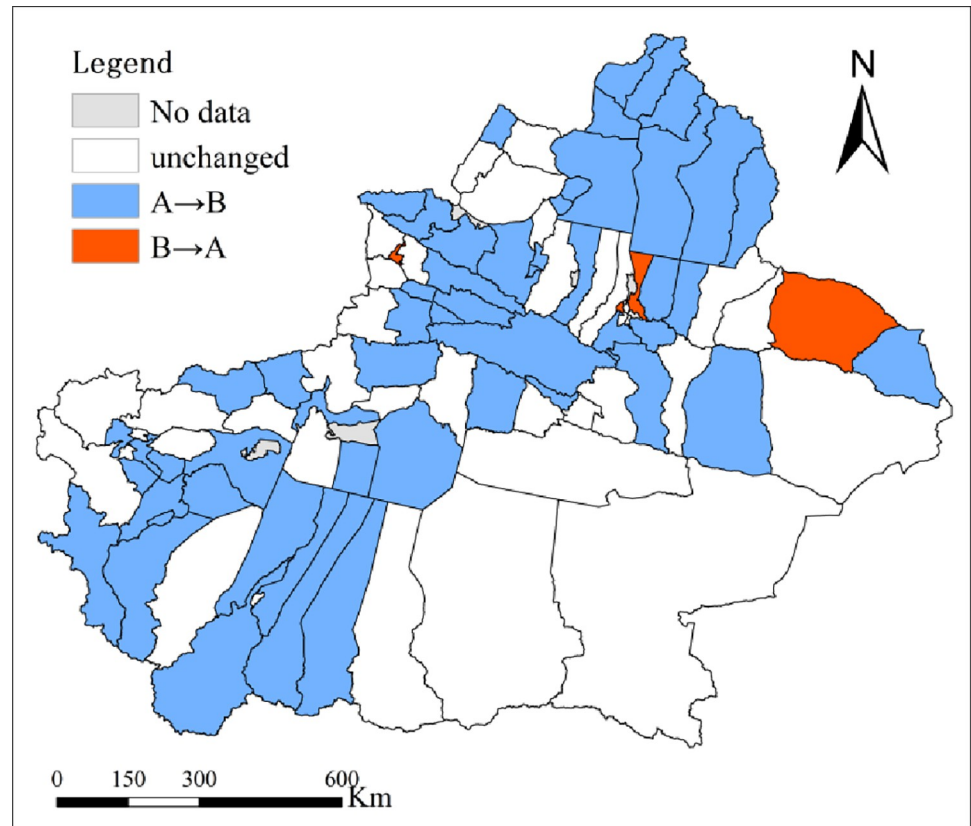 Legend
No data
unchanged
A→B
B→A
N
0 150 300 600
Km